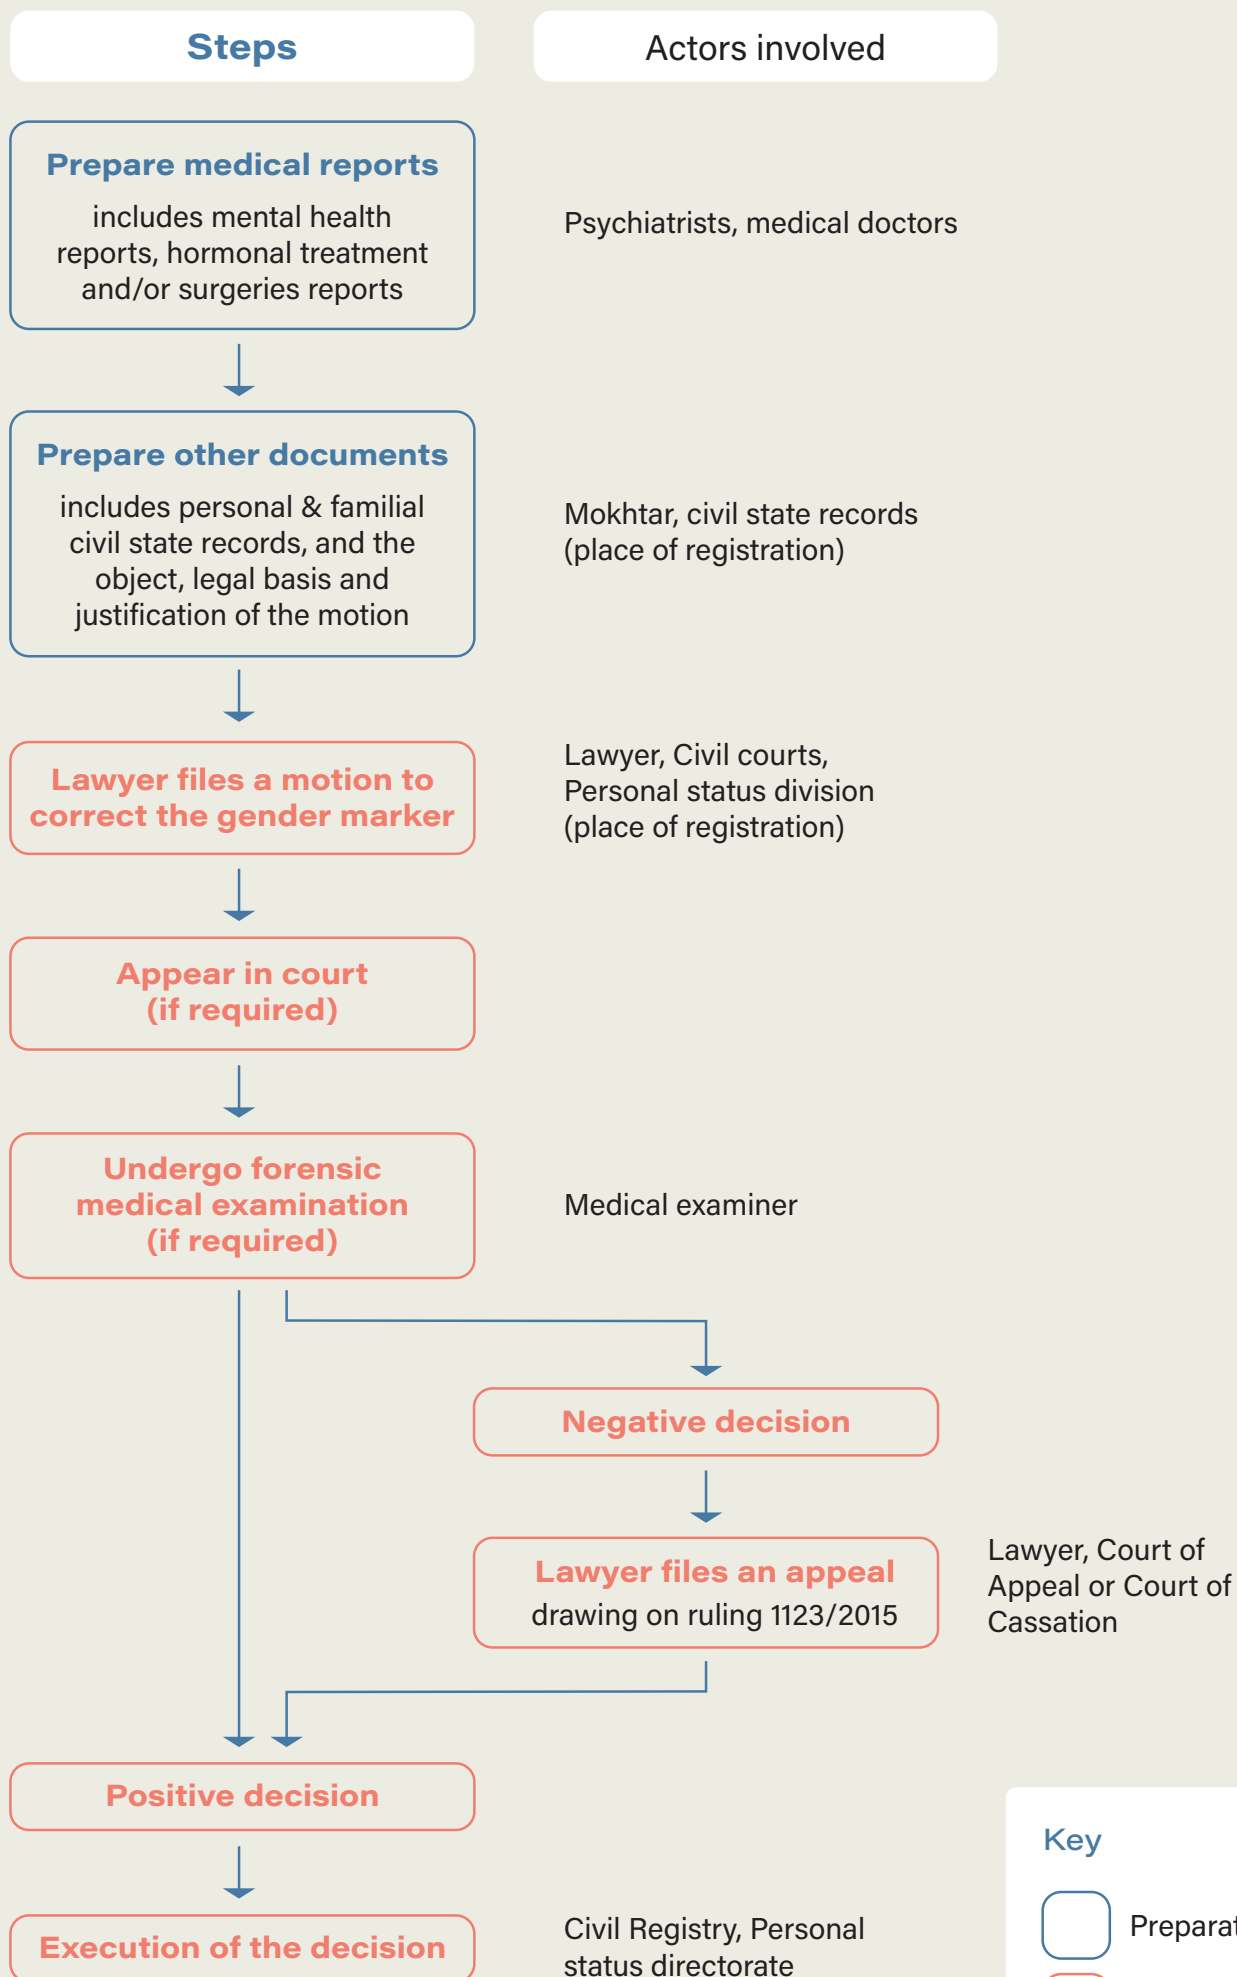 Steps
Actors involved
Prepare medical reports
includes mental health
reports, hormonal treatment
and/or surgeries reports
Psychiatrists, medical doctors
Prepare other documents
includes personal & familial
civil state records, and the
object, legal basis and
justification of the motion
Mokhtar, civil state records
(place of registration)
Lawyer files a motion to
correct the gender marker
Lawyer, Civil courts,
Personal status division
(place of registration)
Appear in court
(if required)
Undergo forensic
medical examination
(if required)
Medical examiner
Negative decision
Lawyer files an appeal
drawing on ruling 1123/2015
Lawyer, Court of
Appeal or Court of
Cassation
Positive decision
Execution of the decision
Civil Registry, Personal
status directorate
Key